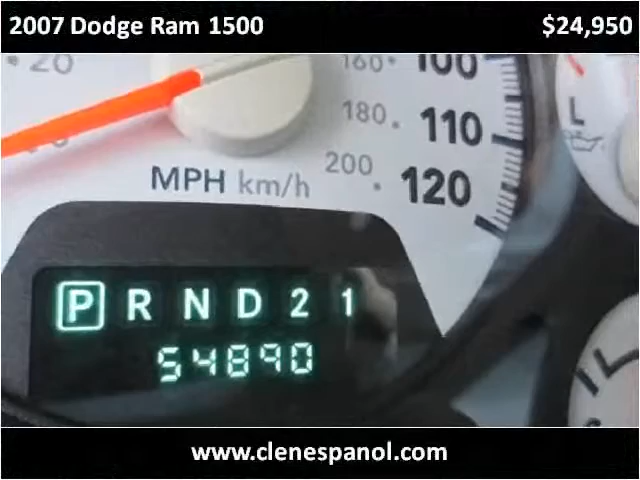 2007 Dodge Ram 1500 $24,950
20 160 100
180 110 L
MPH km/h 200 120
P R N D 2 1
54890
www.clenespanol.com